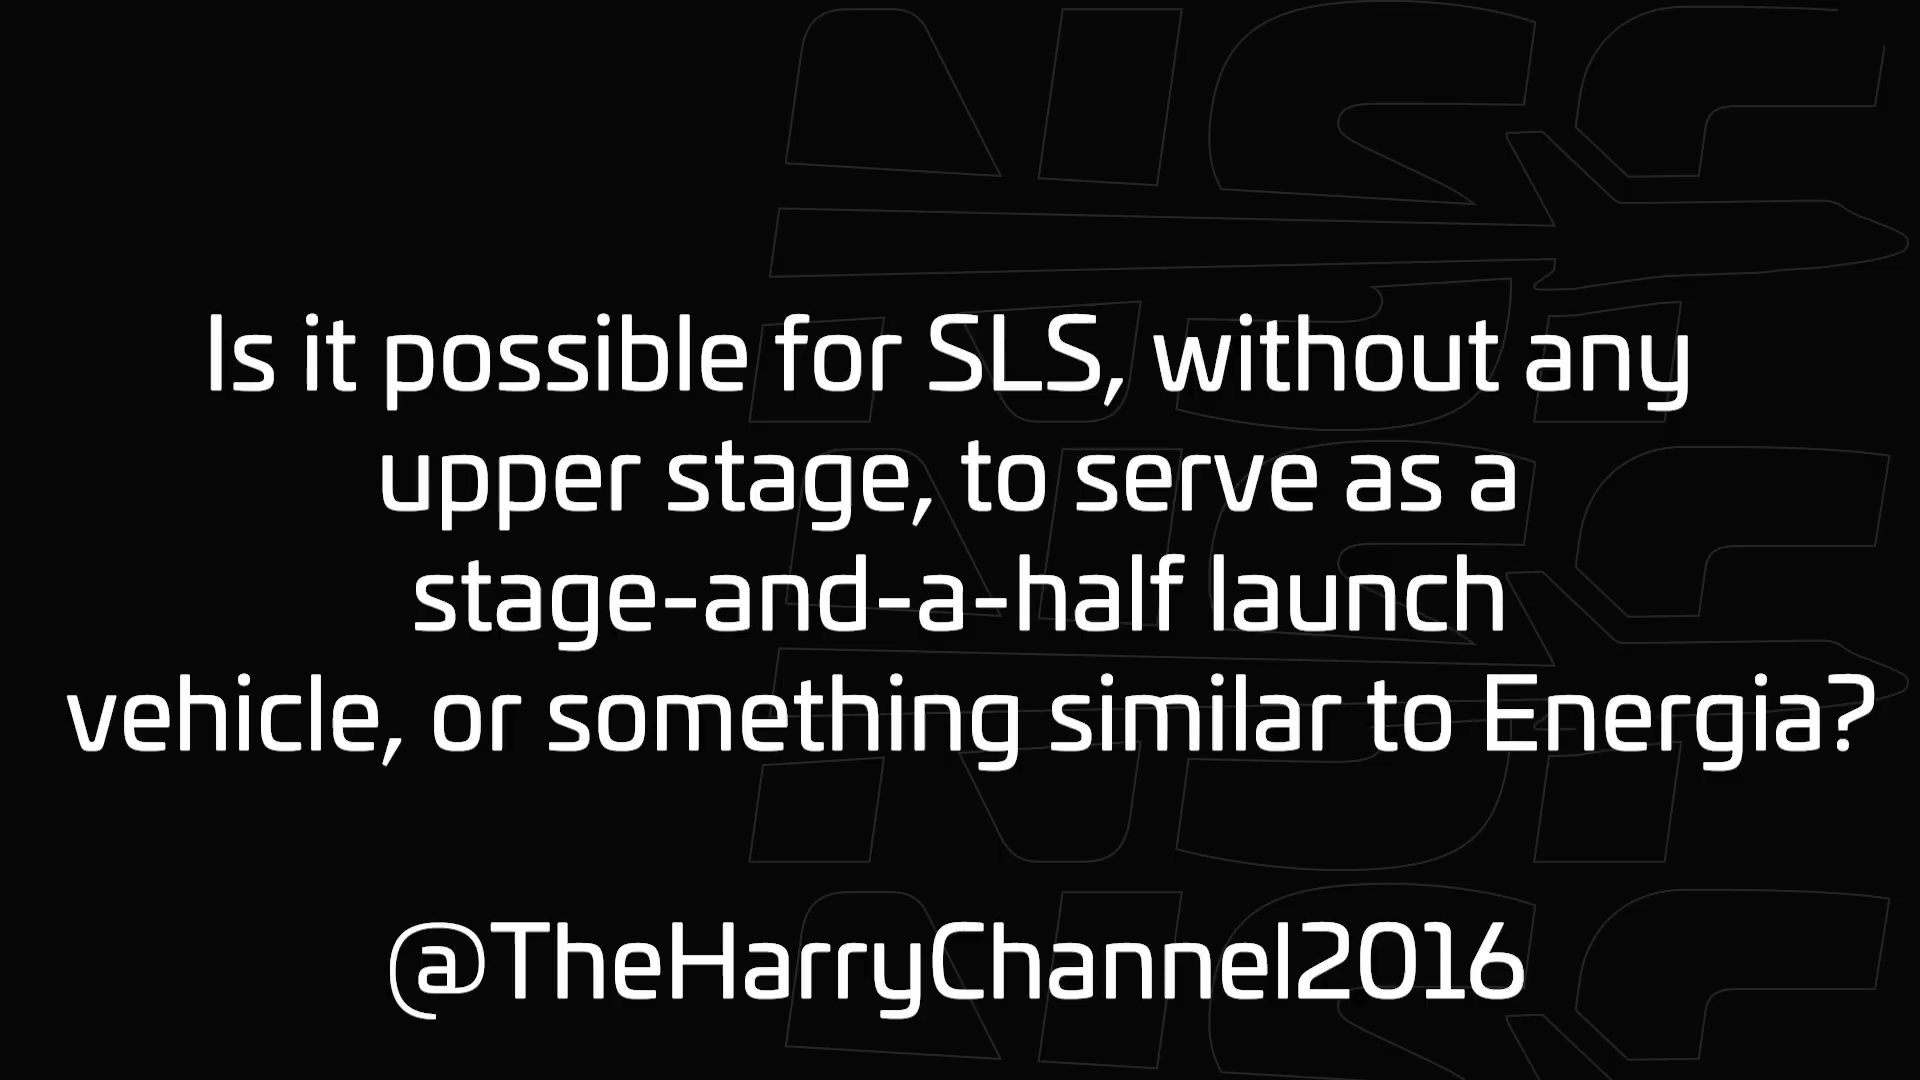 Is it possible for SLS, without any
upper stage, to serve as a
stage-and-a-half launch
vehicle, or something similar to Energia?
@TheHarryChannel2016